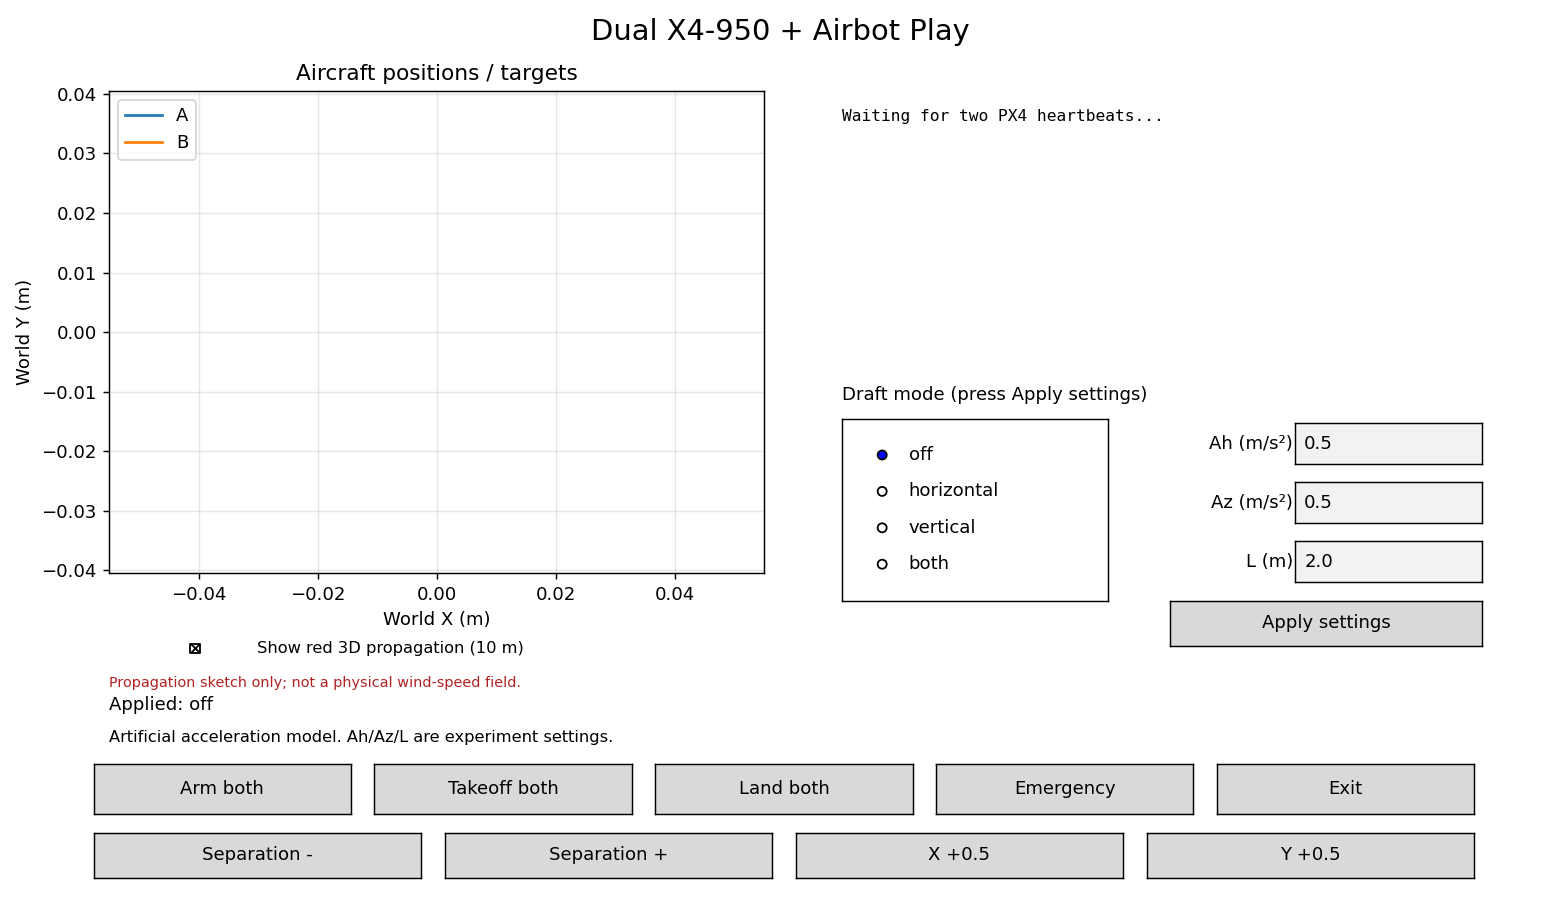 Dual X4-950 + Airbot Play
Aircraft positions / targets
A
B
0.04
0.03
0.02
0.01
0.00
−0.01
−0.02
−0.03
−0.04
World Y (m)
−0.04
−0.02
0.00
0.02
0.04
World X (m)
Waiting for two PX4 heartbeats...
Draft mode (press Apply settings)
off
horizontal
vertical
both
Ah (m/s²) 0.5
Az (m/s²) 0.5
L (m) 2.0
Apply settings
Show red 3D propagation (10 m)
Propagation sketch only; not a physical wind-speed field.
Applied: off
Artificial acceleration model. Ah/Az/L are experiment settings.
Arm both
Takeoff both
Land both
Emergency
Exit
Separation -
Separation +
X +0.5
Y +0.5